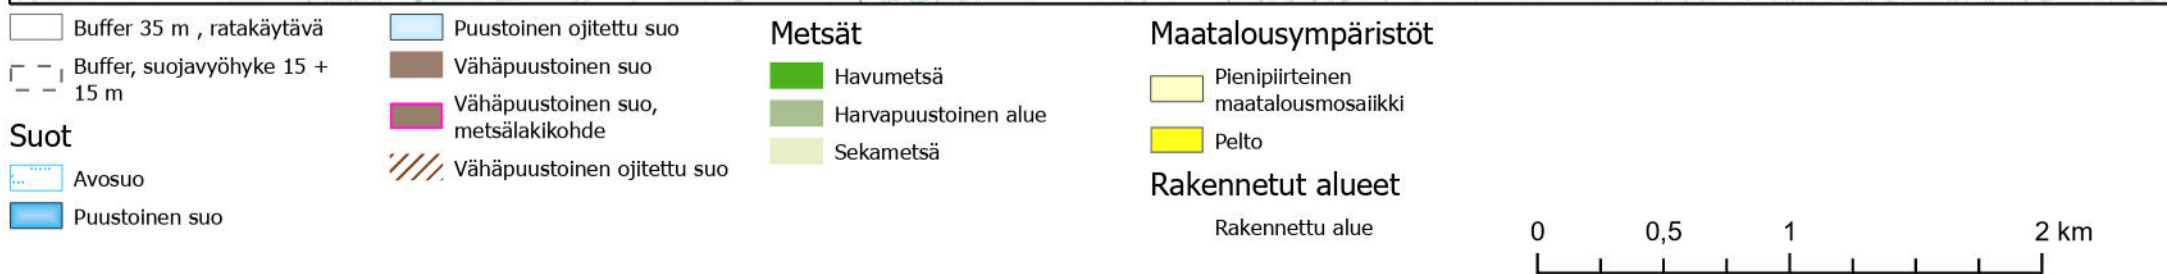 Buffer 35 m , ratakäytävä
Buffer, suojavyöhyke 15 +
15 m
Suot
Avosuo
Puustoinen suo
Puustoinen ojitettu suo
Vähäpuustoinen suo
Vähäpuustoinen suo,
metsälakikohde
Vähäpuustoinen ojitettu suo
Metsät
Havumetsä
Harvapuustoinen alue
Sekametsä
Maatalousympäristöt
Pienipiirteinen
maatalousmosaiikki
Pelto
Rakennetut alueet
Rakennettu alue
0 0,5 1 2 km